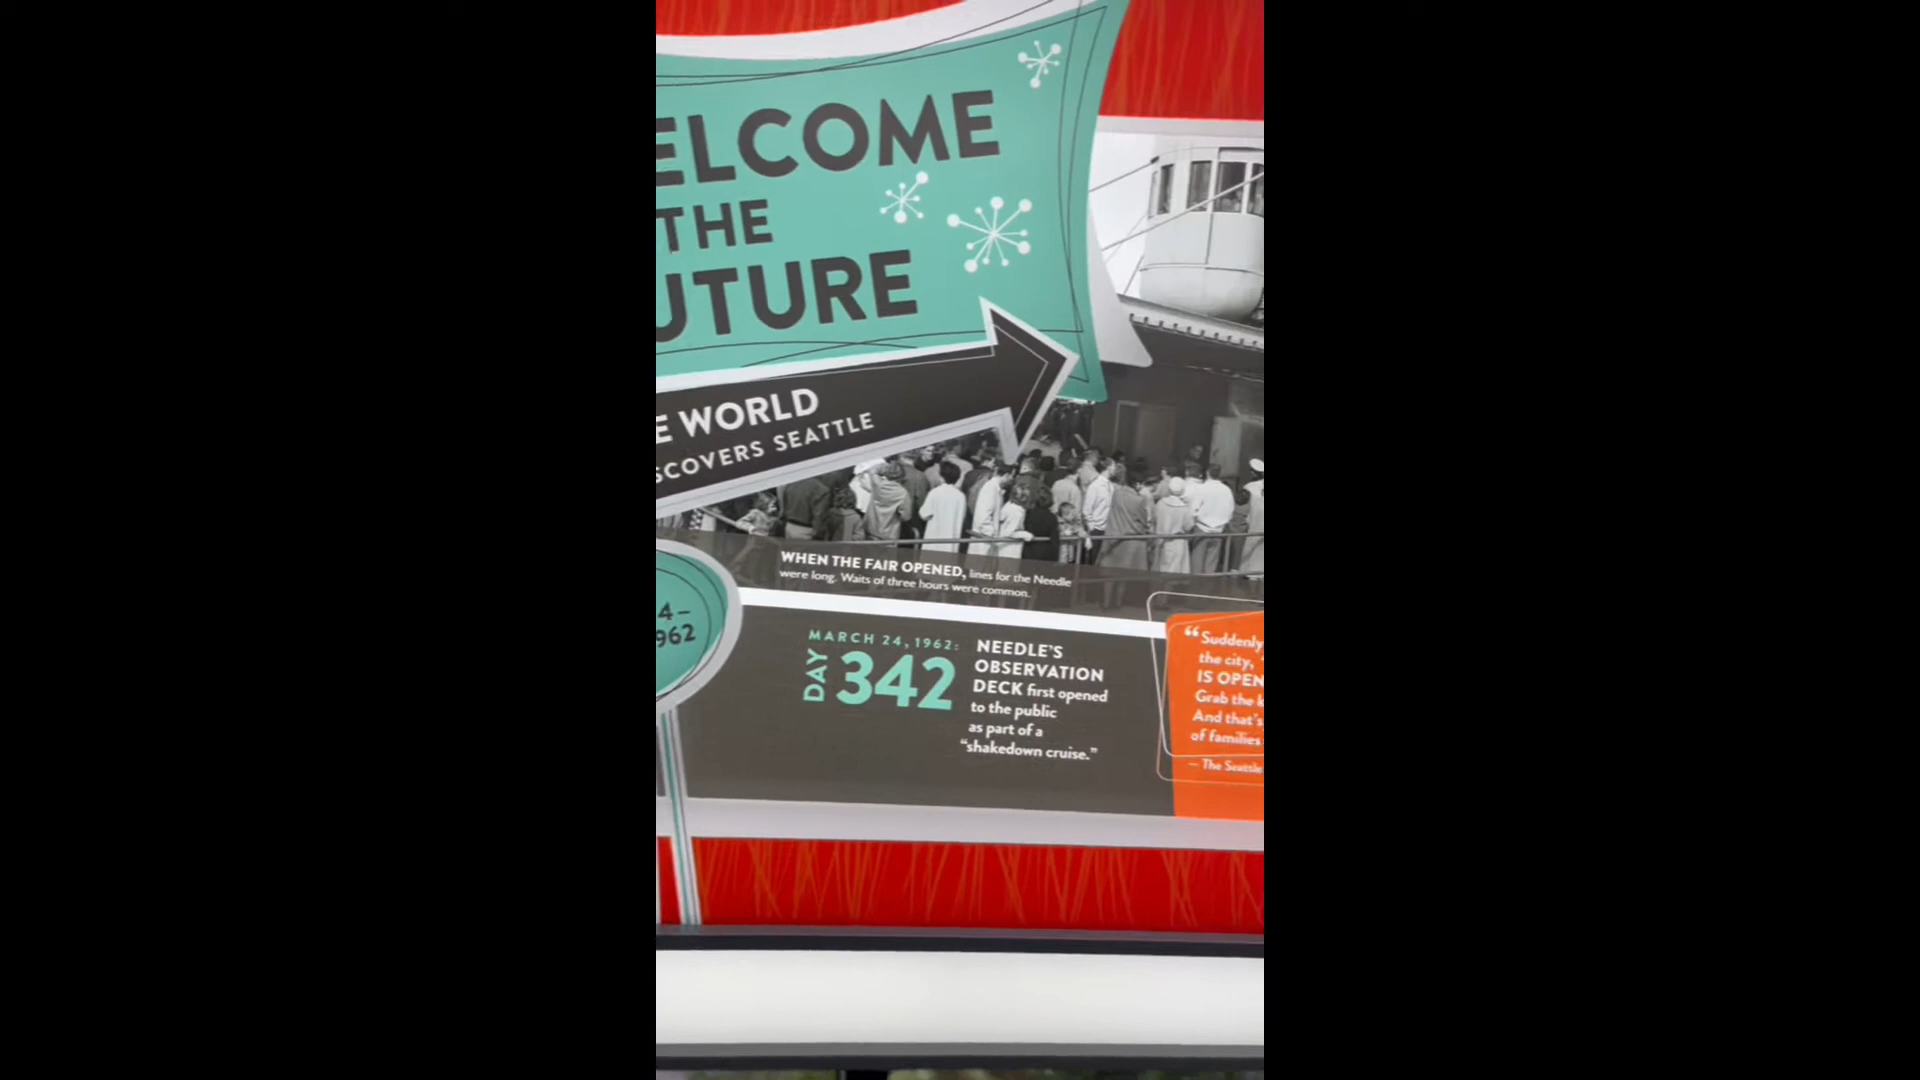 ELCOME
THE
UTURE
E WORLD
SCOVERS SEATTLE
WHEN THE FAIR OPENED, lines for the Needle
were long. Waits of three hours were common.
4–
962
MARCH 24, 1962:
DAY 342
NEEDLE'S
OBSERVATION
DECK first opened
to the public
as part of a
“shakedown cruise.”
“Suddenly
the city,
IS OPEN
Grab the k
And that's
of families
— The Seattle